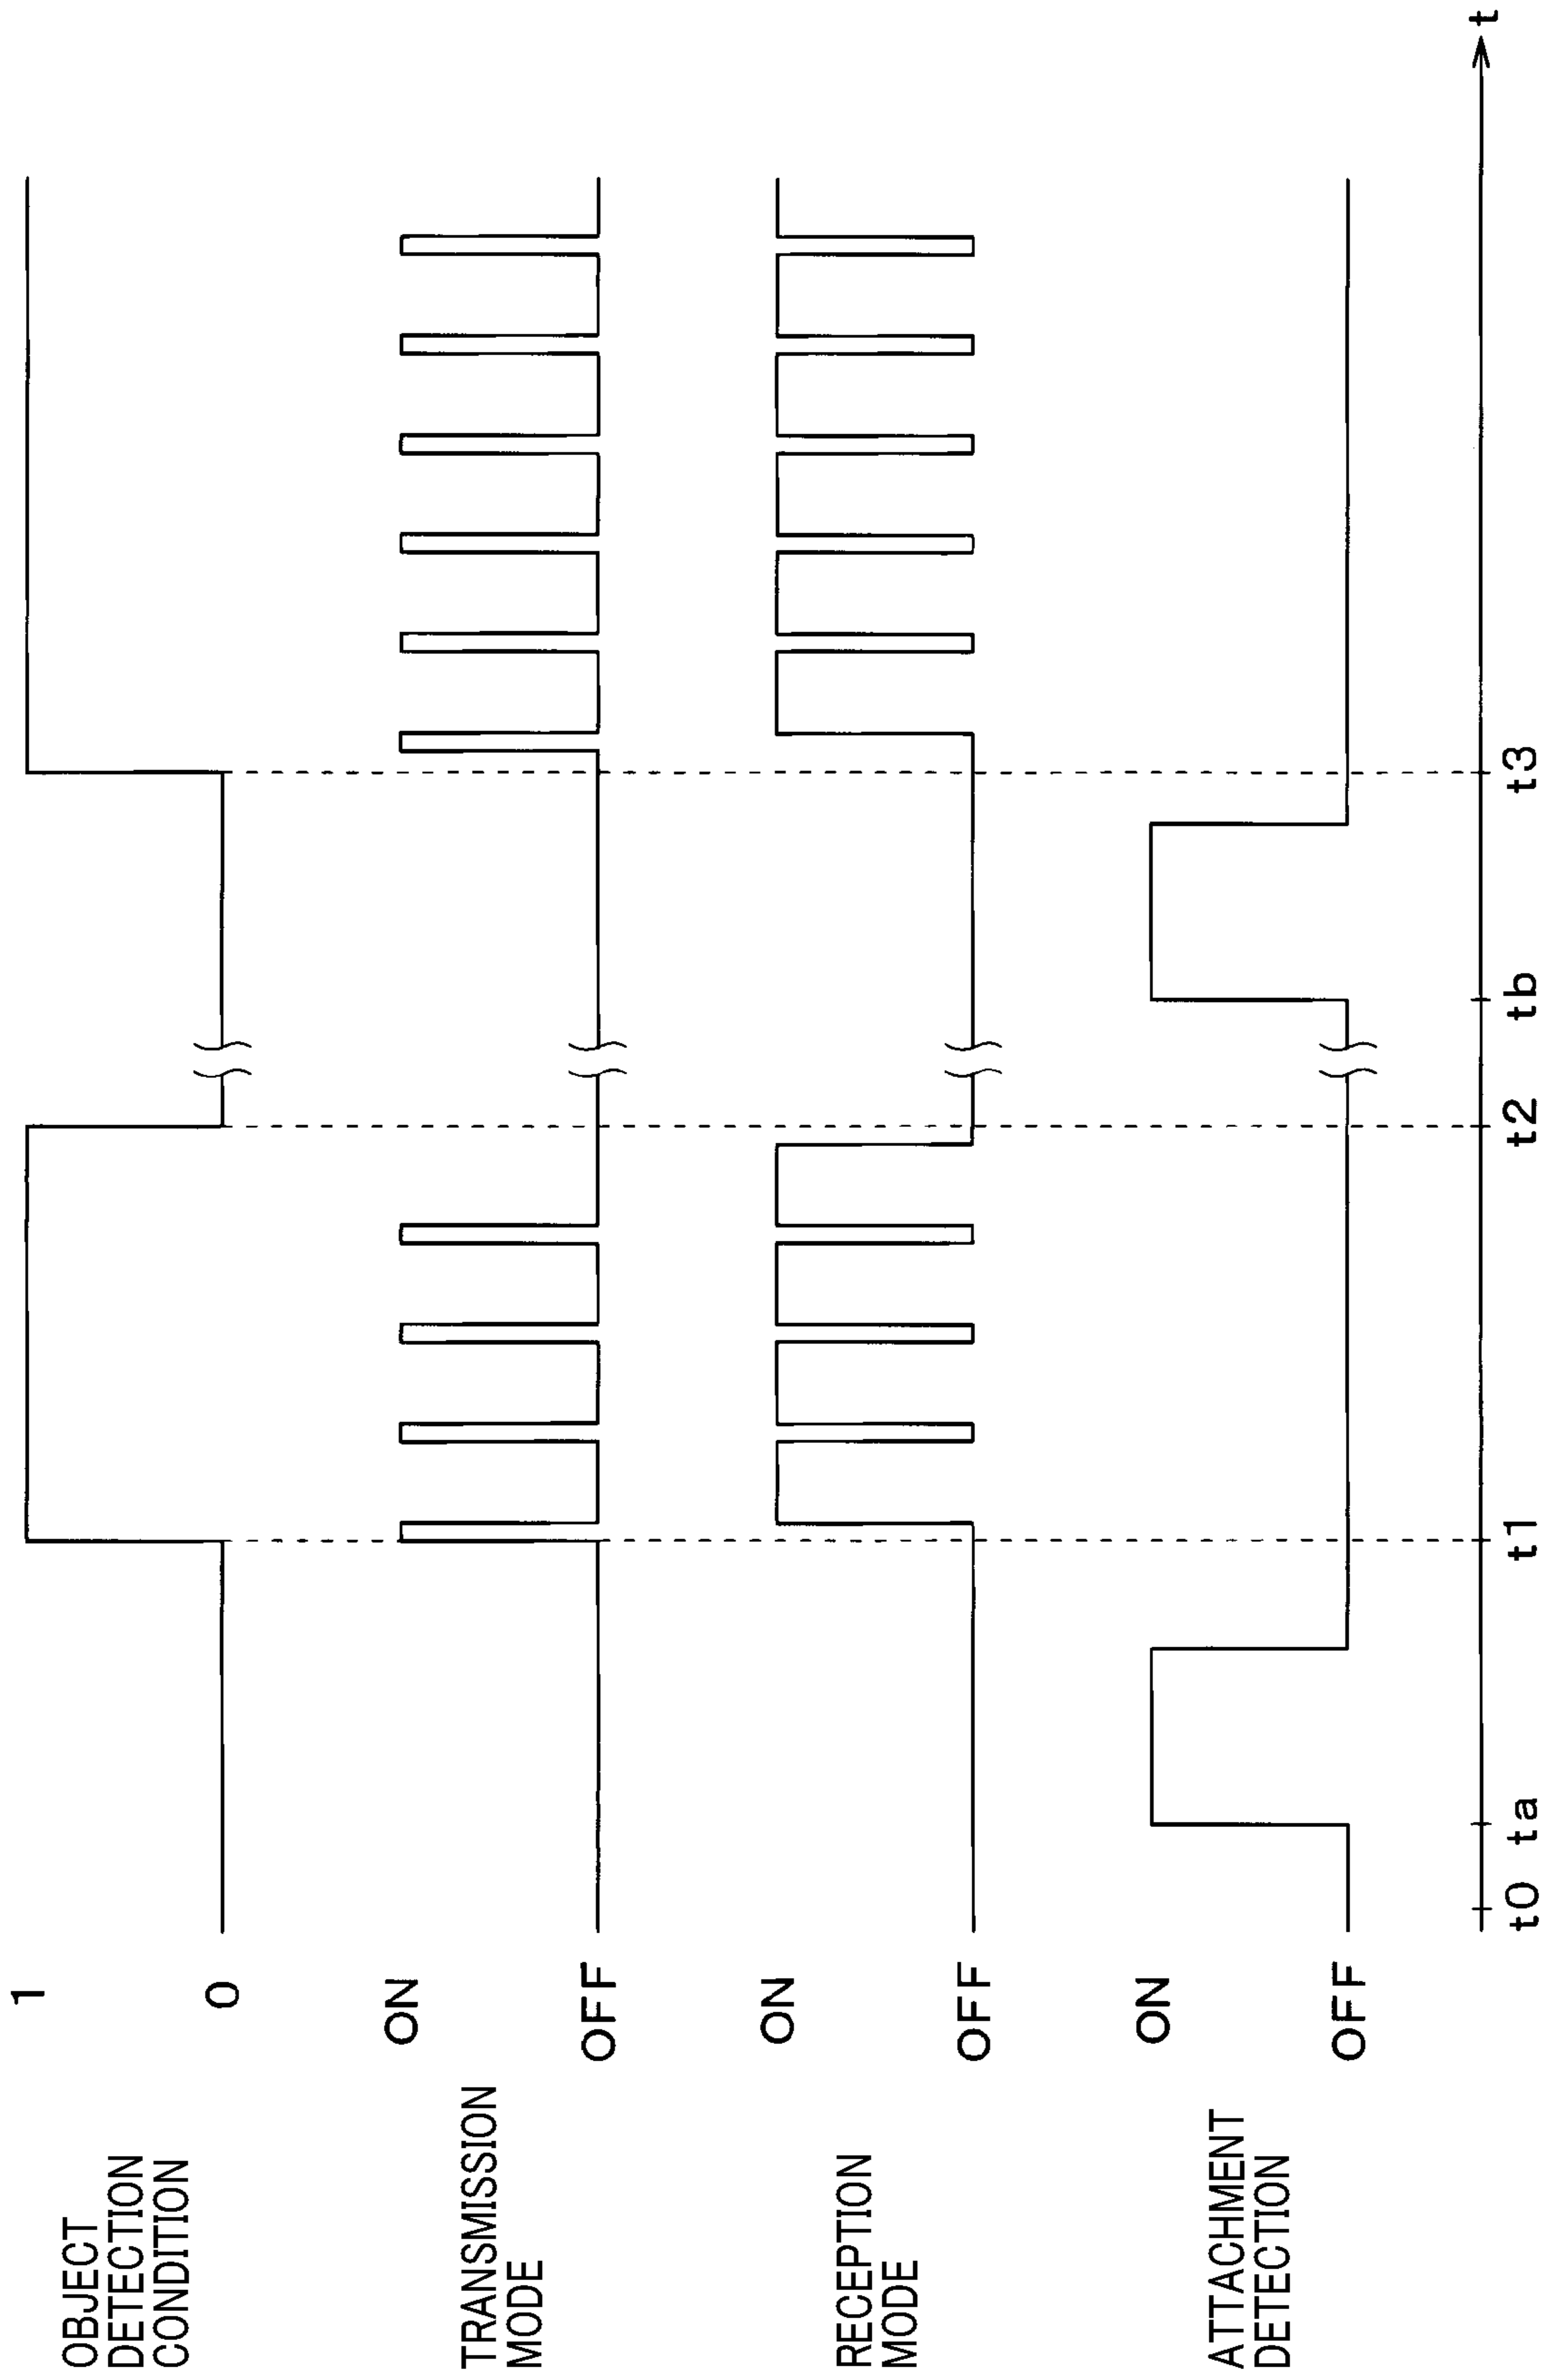 OBJECT
DETECTION
CONDITION
1
0
TRANSMISSION
MODE
ON
OFF
RECEPTION
MODE
ON
OFF
ATTACHMENT
DETECTION
ON
OFF
t0 ta t1 t2 tb t3 t